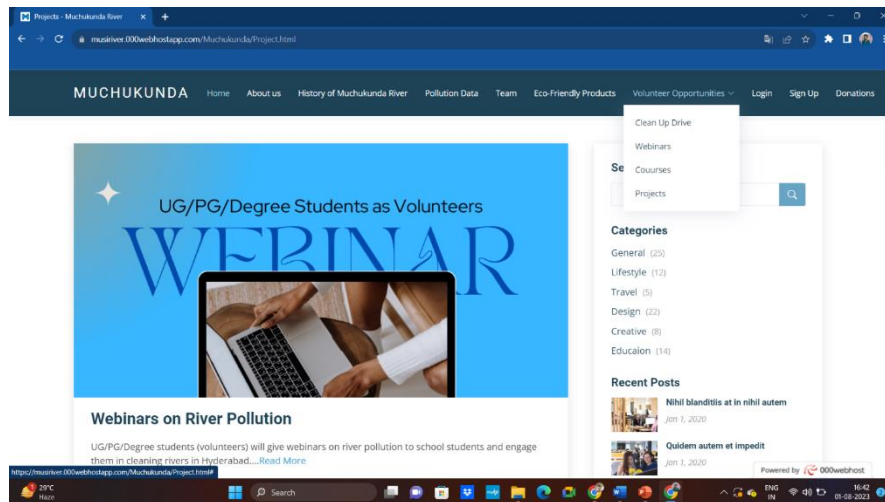 Projects - Muchukunda River
musiriver.000webhostapp.com/Muchukunda/Project.html
MUCHUKUNDA Home About us History of Muchukunda River Pollution Data Team Eco-Friendly Products Volunteer Opportunities Login Sign Up Donations
Clean Up Drive
Webinars
Couurses
Projects
Se
UG/PG/Degree Students as Volunteers
WEBINAR
Categories
General (25)
Lifestyle (12)
Travel (5)
Design (22)
Creative (8)
Educaion (14)
Recent Posts
Nihil blanditiis at in nihil autem
Jan 1, 2020
Quidem autem et impedit
Jan 1, 2020
Webinars on River Pollution
UG/PG/Degree students (volunteers) will give webinars on river pollution to school students and engage
them in cleaning rivers in Hyderabad....Read More
Powered by 000webhost
https://musiriver.000webhostapp.com/Muchukunda/Project.html#
29°C
Haze
Search
ENG
IN
16:42
01-08-2023